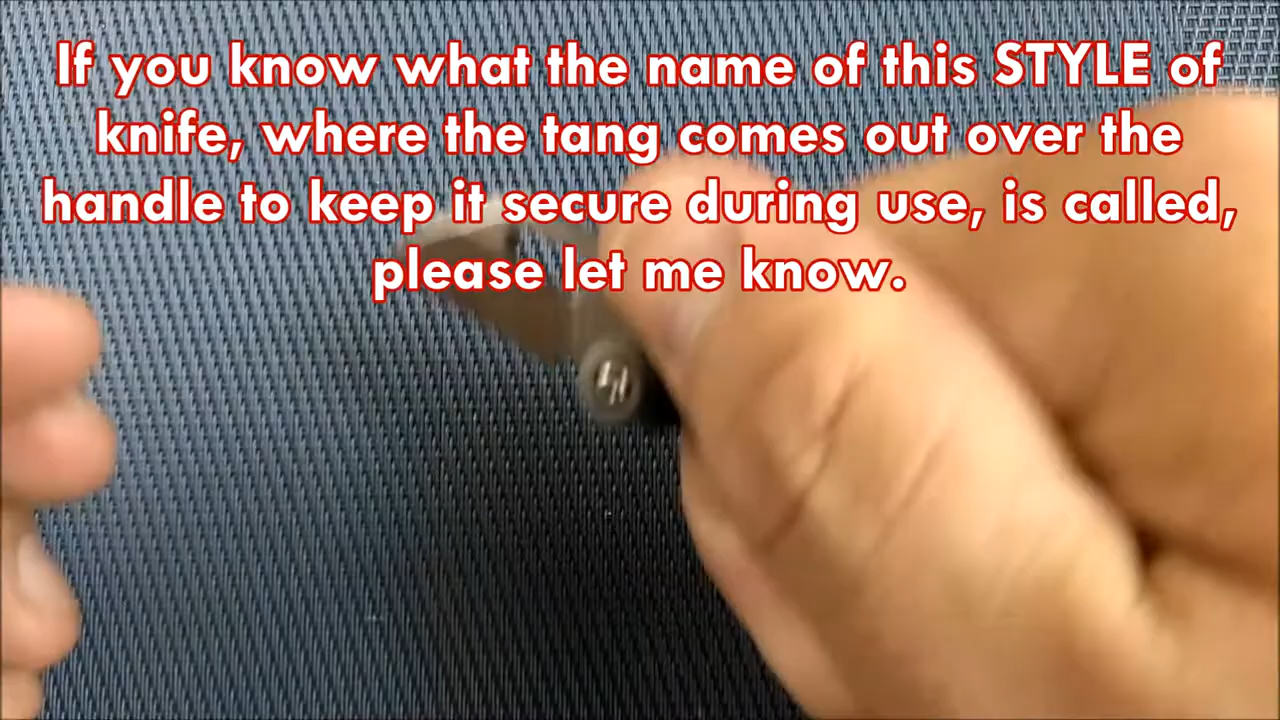 If you know what the name of this STYLE of
knife, where the tang comes out over the
handle to keep it secure during use, is called,
please let me know.